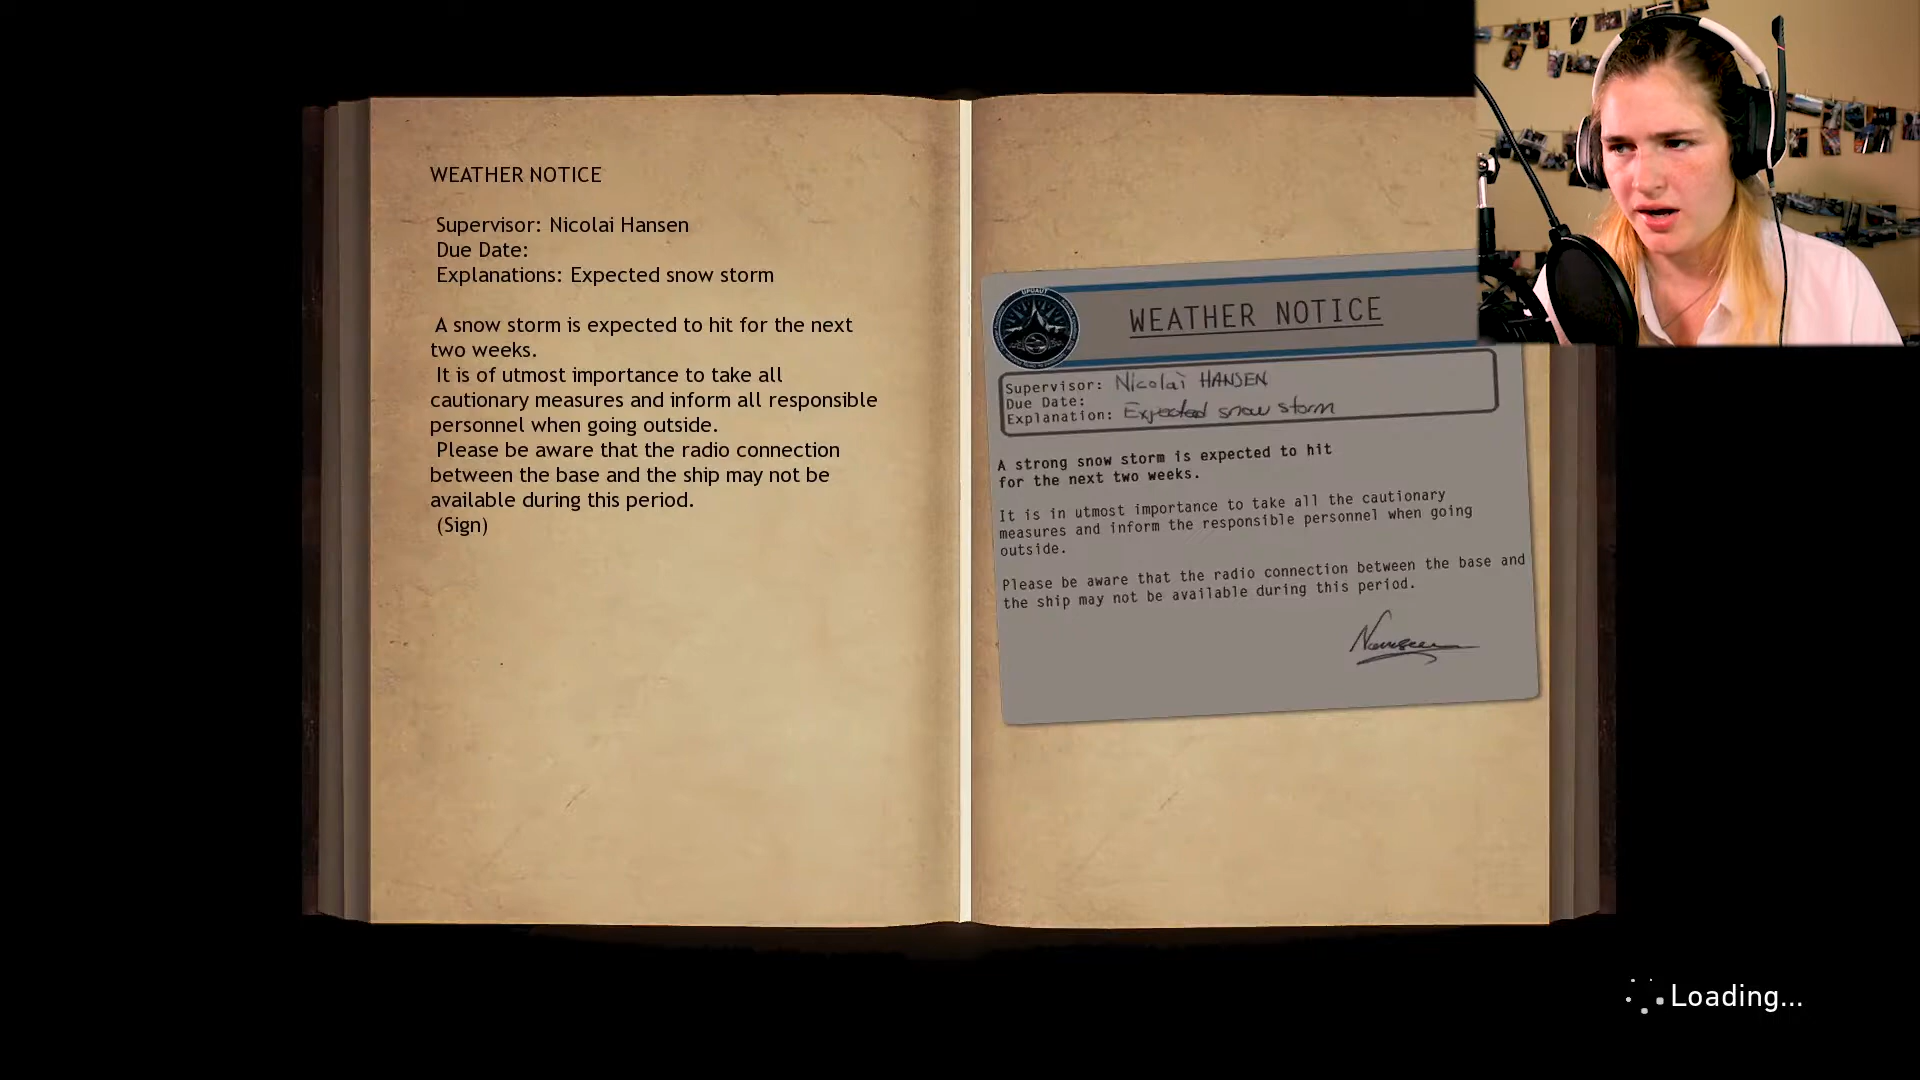 WEATHER NOTICE
Supervisor: Nicolai Hansen
Due Date:
Explanations: Expected snow storm
A snow storm is expected to hit for the next
two weeks.
It is of utmost importance to take all
cautionary measures and inform all responsible
personnel when going outside.
Please be aware that the radio connection
between the base and the ship may not be
available during this period.
(Sign)
WEATHER NOTICE
Supervisor: Nicolaï HANSEN
Due Date:
Explanation: Expected snow storm
A strong snow storm is expected to hit
for the next two weeks.
It is in utmost importance to take all the cautionary
measures and inform the responsible personnel when going
outside.
Please be aware that the radio connection between the base and
the ship may not be available during this period.
Loading...